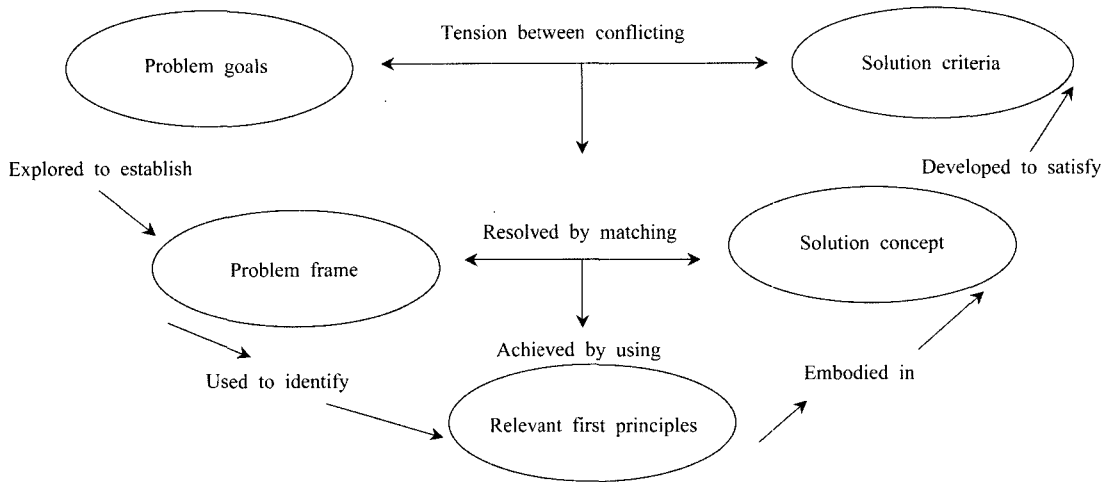 Tension between conflicting
Problem goals
Solution criteria
Explored to establish
Developed to satisfy
Resolved by matching
Solution concept
Problem frame
Achieved by using
Used to identify
Embodied in
Relevant first principles